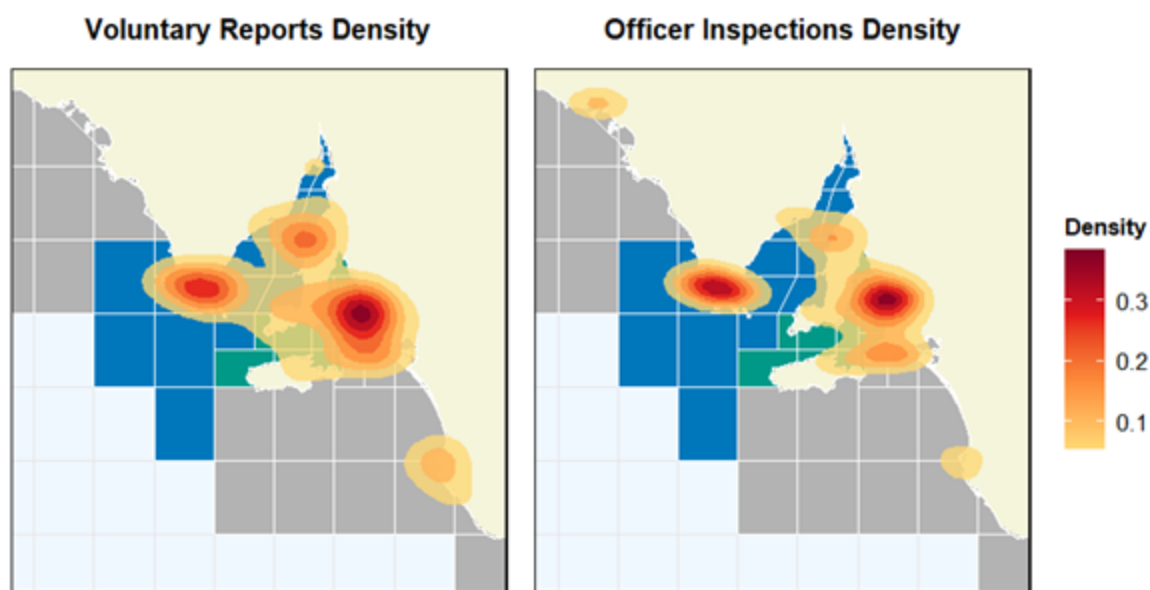 Voluntary Reports Density
Officer Inspections Density
Density
0.3
0.2
0.1